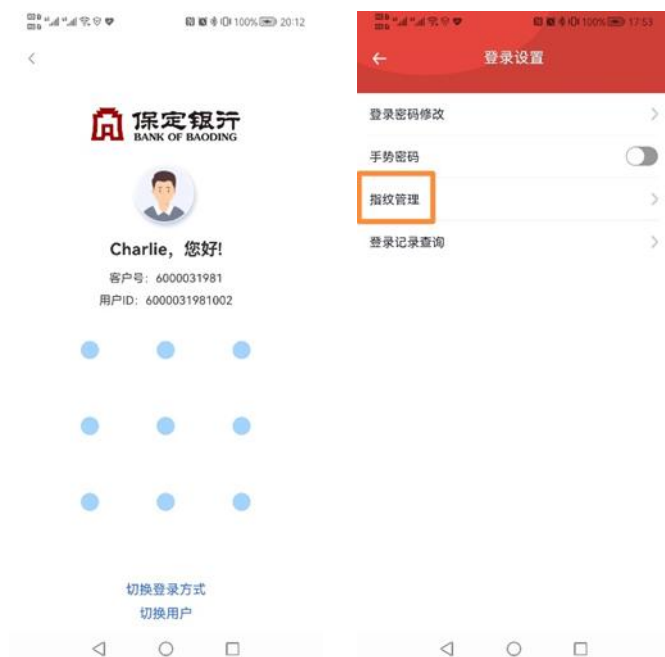 100% 20:12
保定银行
BANK OF BAODING
Charlie，您好!
客户号：6000031981
用户ID：6000031981002
切换登录方式
切换用户
100% 17:53
登录设置
登录密码修改
手势密码
指纹管理
登录记录查询